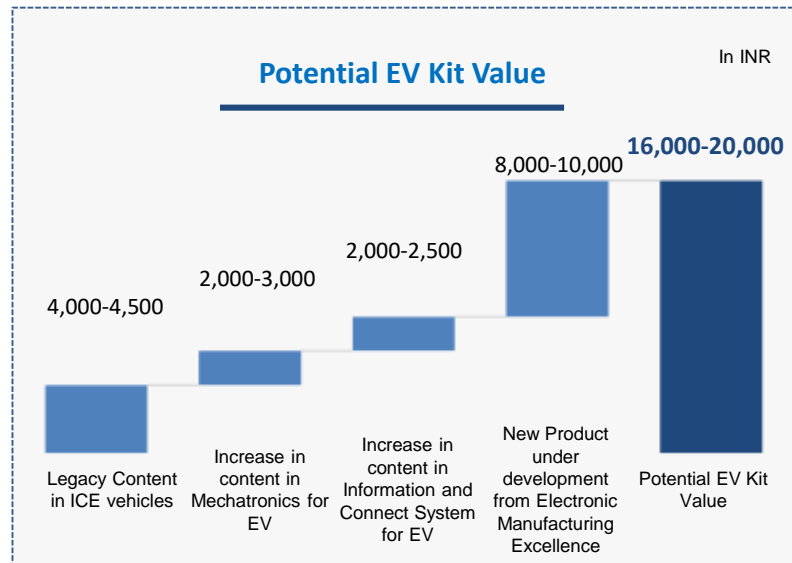 Potential EV Kit Value
In INR
4,000-4,500
2,000-3,000
2,000-2,500
8,000-10,000
16,000-20,000
Legacy Content
in ICE vehicles
Increase in
content in
Mechatronics for
EV
Increase in
content in
Information and
Connect System
for EV
New Product
under
development
from Electronic
Manufacturing
Excellence
Potential EV Kit
Value